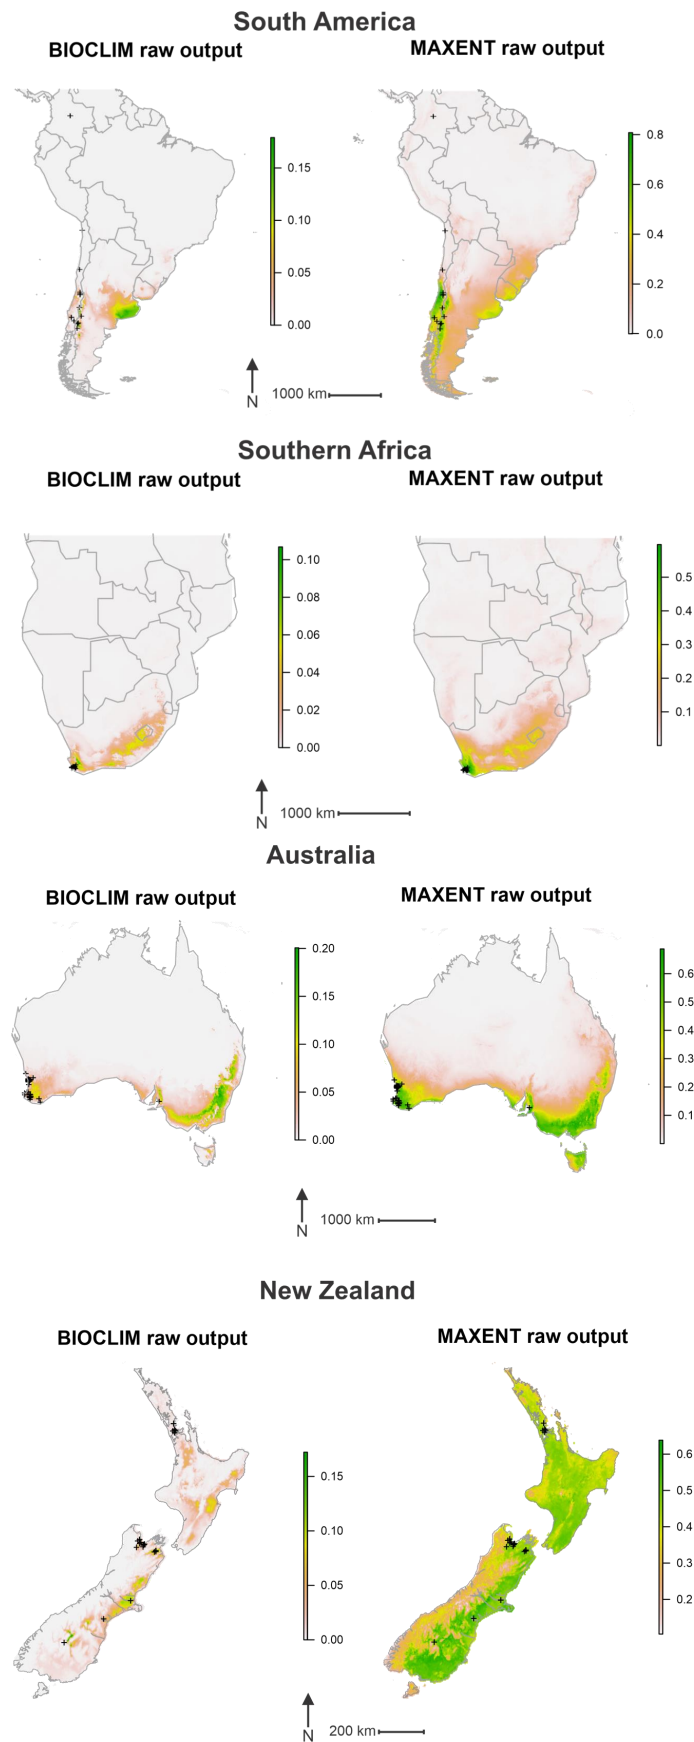 South America
BIOCLIM raw output
MAXENT raw output
0.15
0.10
0.05
0.00
0.8
0.6
0.4
0.2
0.0
N
1000 km
Southern Africa
BIOCLIM raw output
MAXENT raw output
0.10
0.08
0.06
0.04
0.02
0.00
0.5
0.4
0.3
0.2
0.1
N
1000 km
Australia
BIOCLIM raw output
MAXENT raw output
0.20
0.15
0.10
0.05
0.00
0.6
0.5
0.4
0.3
0.2
0.1
N
1000 km
New Zealand
BIOCLIM raw output
MAXENT raw output
0.15
0.10
0.05
0.00
0.6
0.5
0.4
0.3
0.2
N
200 km